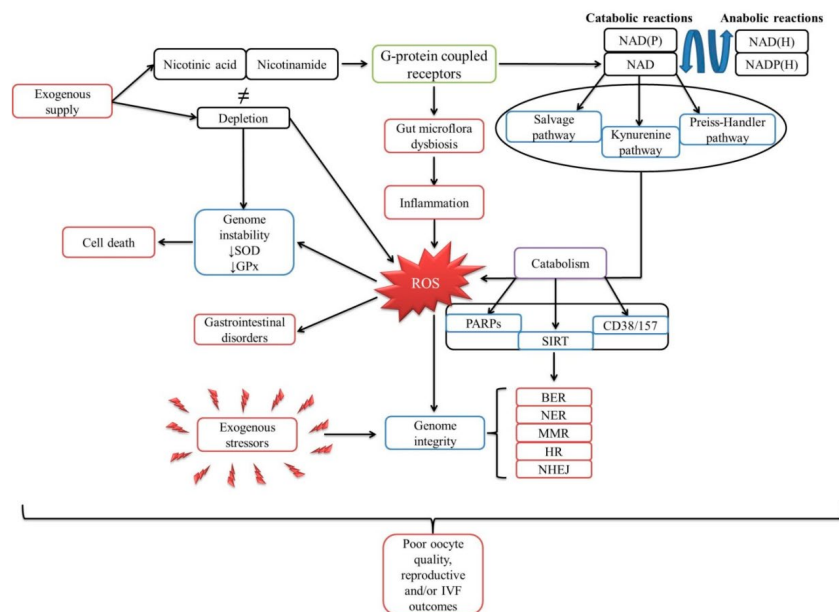 Catabolic reactions
Anabolic reactions
NAD(P)
NAD(H)
NAD
NADP(H)
Nicotinic acid
Nicotinamide
G-protein coupled
receptors
Exogenous
supply
≠
Depletion
Salvage
pathway
Kynurenine
pathway
Preiss-Handler
pathway
Gut microflora
dysbiosis
Inflammation
Genome
instability
↓SOD
↓GPx
Cell death
ROS
Catabolism
Gastrointestinal
disorders
PARPs
SIRT
CD38/157
Exogenous
stressors
Genome
integrity
BER
NER
MMR
HR
NHEJ
Poor oocyte
quality,
reproductive
and/or IVF
outcomes